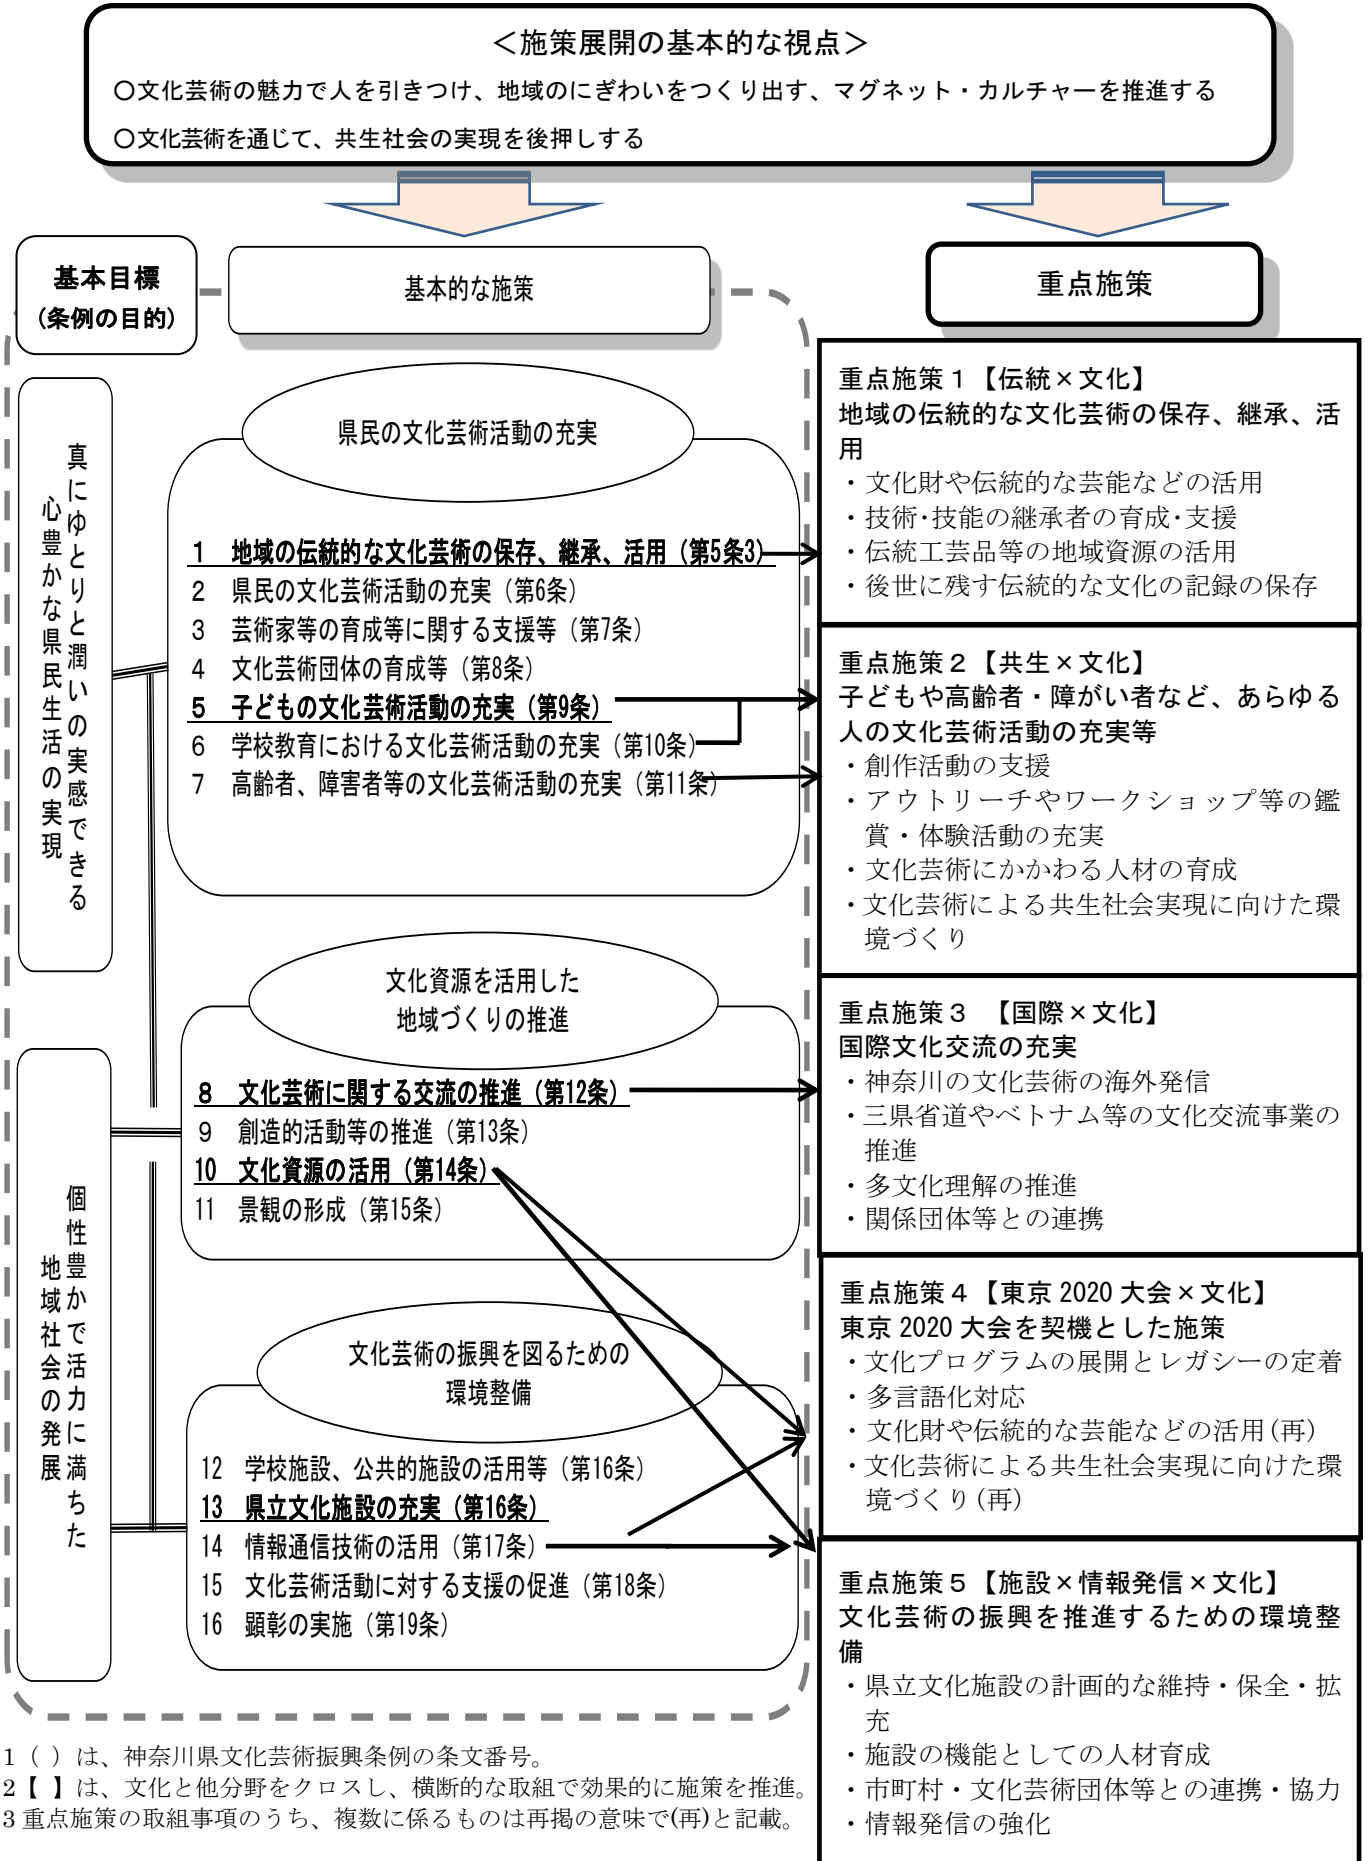 ＜施策展開の基本的な視点＞
○文化芸術の魅力で人を引きつけ、地域のにぎわいをつくり出す、マグネット・カルチャーを推進する
○文化芸術を通じて、共生社会の実現を後押しする
基本目標
(条例の目的)
基本的な施策
重点施策
真にゆとりと潤いの実感できる
心豊かな県民生活の実現
個性豊かで活力に満ちた
地域社会の発展
県民の文化芸術活動の充実
1 地域の伝統的な文化芸術の保存、継承、活用（第5条3）
2 県民の文化芸術活動の充実（第6条）
3 芸術家等の育成等に関する支援等（第7条）
4 文化芸術団体の育成等（第8条）
5 子どもの文化芸術活動の充実（第9条）
6 学校教育における文化芸術活動の充実（第10条）
7 高齢者、障害者等の文化芸術活動の充実（第11条）
文化資源を活用した
地域づくりの推進
8 文化芸術に関する交流の推進（第12条）
9 創造的活動等の推進（第13条）
10 文化資源の活用（第14条）
11 景観の形成（第15条）
文化芸術の振興を図るための
環境整備
12 学校施設、公共的施設の活用等（第16条）
13 県立文化施設の充実（第16条）
14 情報通信技術の活用（第17条）
15 文化芸術活動に対する支援の促進（第18条）
16 顕彰の実施（第19条）
重点施策１【伝統×文化】
地域の伝統的な文化芸術の保存、継承、活
用
・文化財や伝統的な芸能などの活用
・技術・技能の継承者の育成・支援
・伝統工芸品等の地域資源の活用
・後世に残す伝統的な文化の記録の保存
重点施策２【共生×文化】
子どもや高齢者・障がい者など、あらゆる
人の文化芸術活動の充実等
・創作活動の支援
・アウトリーチやワークショップ等の鑑
賞・体験活動の充実
・文化芸術にかかわる人材の育成
・文化芸術による共生社会実現に向けた環
境づくり
重点施策３ 【国際×文化】
国際文化交流の充実
・神奈川の文化芸術の海外発信
・三県省道やベトナム等の文化交流事業の
推進
・多文化理解の推進
・関係団体等との連携
重点施策４【東京 2020 大会×文化】
東京 2020 大会を契機とした施策
・文化プログラムの展開とレガシーの定着
・多言語化対応
・文化財や伝統的な芸能などの活用(再)
・文化芸術による共生社会実現に向けた環
境づくり(再)
重点施策５【施設×情報発信×文化】
文化芸術の振興を推進するための環境整
備
・県立文化施設の計画的な維持・保全・拡
充
・施設の機能としての人材育成
・市町村・文化芸術団体等との連携・協力
・情報発信の強化
1（ ）は、神奈川県文化芸術振興条例の条文番号。
2【 】は、文化と他分野をクロスし、横断的な取組で効果的に施策を推進。
3 重点施策の取組事項のうち、複数に係るものは再掲の意味で(再)と記載。